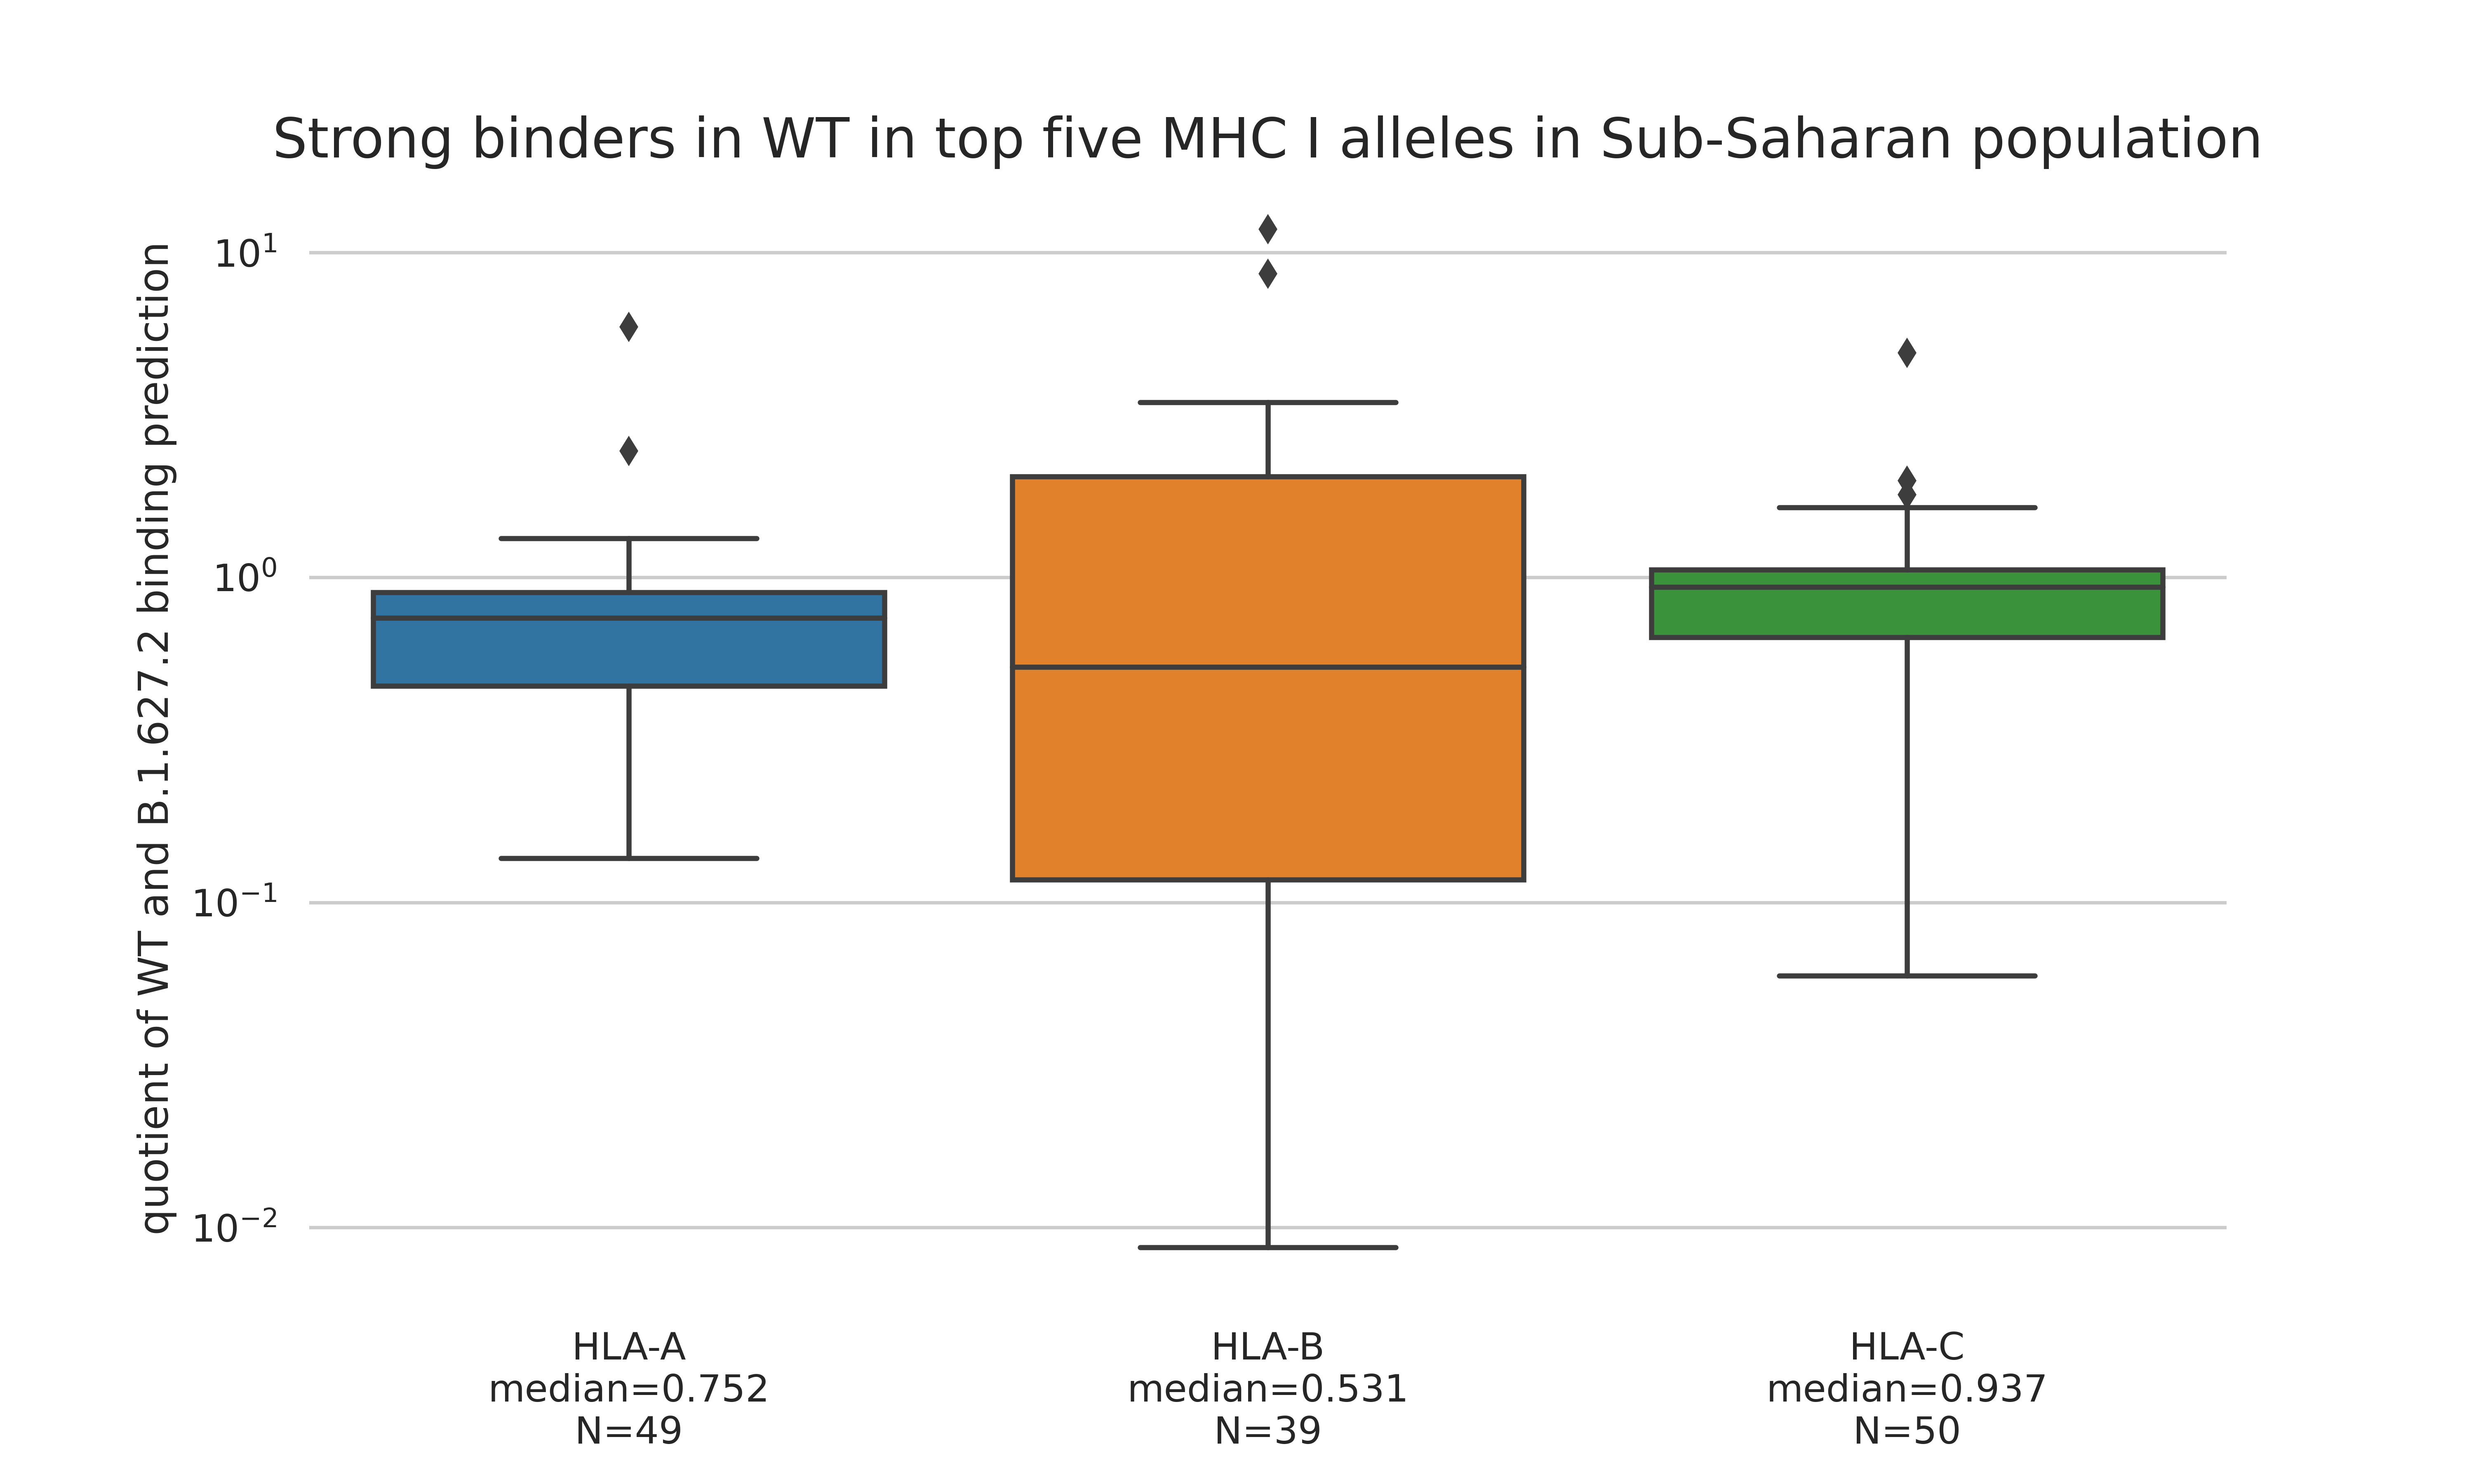 Strong binders in WT in top five MHC I alleles in Sub-Saharan population
quotient of WT and B.1.627.2 binding prediction
10¹
10⁰
10⁻¹
10⁻²
HLA-A
median=0.752
N=49
HLA-B
median=0.531
N=39
HLA-C
median=0.937
N=50